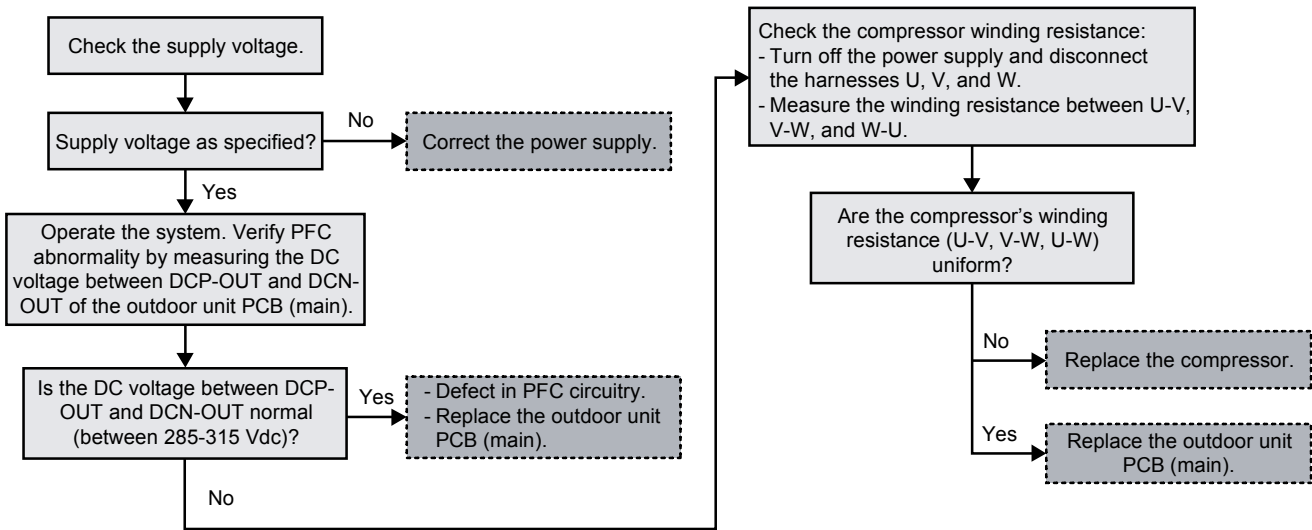 Check the supply voltage.
Supply voltage as specified?
No
Correct the power supply.
Yes
Operate the system. Verify PFC
abnormality by measuring the DC
voltage between DCP-OUT and DCN-
OUT of the outdoor unit PCB (main).
Is the DC voltage between DCP-
OUT and DCN-OUT normal
(between 285-315 Vdc)?
Yes
- Defect in PFC circuitry.
- Replace the outdoor unit
PCB (main).
No
Check the compressor winding resistance:
- Turn off the power supply and disconnect
the harnesses U, V, and W.
- Measure the winding resistance between U-V,
V-W, and W-U.
Are the compressor's winding
resistance (U-V, V-W, U-W)
uniform?
No
Replace the compressor.
Yes
Replace the outdoor unit
PCB (main).